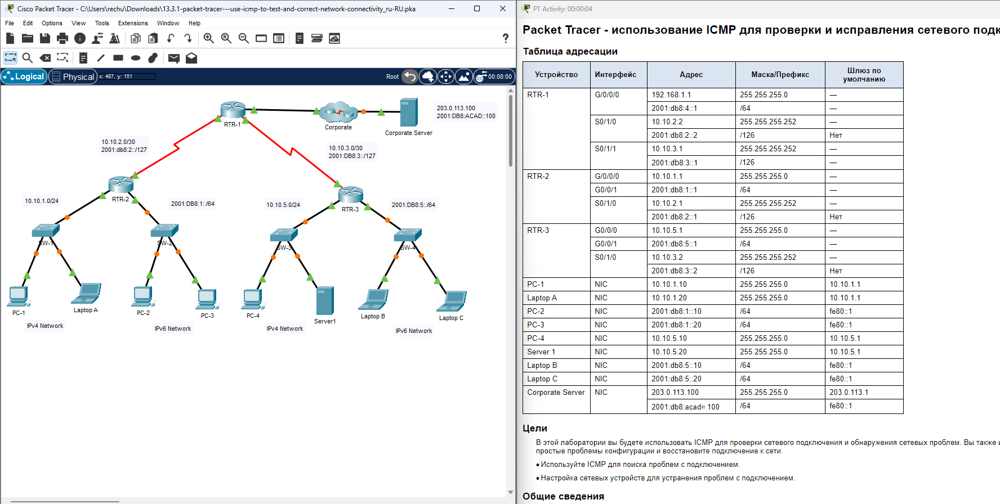 Cisco Packet Tracer - C:\Users\rechu\Downloads\13.3.1-packet-tracer---use-icmp-to-test-and-correct-network-connectivity_ru-RU.pka
File Edit Options View Tools Extensions Window Help
?
Logical Physical x: 487, y: 151 Root 00:08:00
203.0.113.100
2001:DB8:ACAD::100
RTR-1
Corporate
Corporate Server
10.10.2.0/30
2001:db8:2::/127
10.10.3.0/30
2001:DB8:3::/127
RTR-2
10.10.1.0/24
2001:DB8:1::/64
10.10.5.0/24
RTR-3
2001:DB8:5::/64
SW-1
SW-2
SW-3
SW-4
PC-1
Laptop A
PC-2
PC-3
PC-4
Server1
Laptop B
Laptop C
IPv4 Network
IPv6 Network
IPv4 Network
IPv6 Network
PT Activity: 00:00:04
Packet Tracer - использование ICMP для проверки и исправления сетевого подк
Таблица адресации
Устройство Интерфейс Адрес Маска/Префикс Шлюз по
умолчанию
RTR-1 G/0/0/0 192.168.1.1 255.255.255.0 —
2001:db8:4::1 /64 —
S0/1/0 10.10.2.2 255.255.255.252 —
2001:db8:2::2 /126 Нет
S0/1/1 10.10.3.1 255.255.255.252 —
2001:db8:3::1 /126 —
RTR-2 G/0/0/0 10.10.1.1 255.255.255.0 —
G0/0/1 2001:db8:1::1 /64 —
S0/1/0 10.10.2.1 255.255.255.252 —
2001:db8:2::1 /126 Нет
RTR-3 G0/0/0 10.10.5.1 255.255.255.0 —
G0/0/1 2001:db8:5::1 /64 —
S0/1/0 10.10.3.2 255.255.255.252 —
2001:db8:3::2 /126 Нет
PC-1 NIC 10.10.1.10 255.255.255.0 10.10.1.1
Laptop A NIC 10.10.1.20 255.255.255.0 10.10.1.1
PC-2 NIC 2001:db8:1::10 /64 fe80::1
PC-3 NIC 2001:db8:1::20 /64 fe80::1
PC-4 NIC 10.10.5.10 255.255.255.0 10.10.5.1
Server 1 NIC 10.10.5.20 255.255.255.0 10.10.5.1
Laptop B NIC 2001:db8:5::10 /64 fe80::1
Laptop C NIC 2001:db8:5::20 /64 fe80::1
Corporate Server NIC 203.0.113.100 255.255.255.0 203.0.113.1
2001:db8:acad:: 100 /64 fe80::1
Цели
В этой лаборатории вы будете использовать ICMP для проверки сетевого подключения и обнаружения сетевых проблем. Вы также и
простые проблемы конфигурации и восстановите подключение к сети.
• Используйте ICMP для поиска проблем с подключением.
• Настройка сетевых устройств для устранения проблем с подключением.
Общие сведения